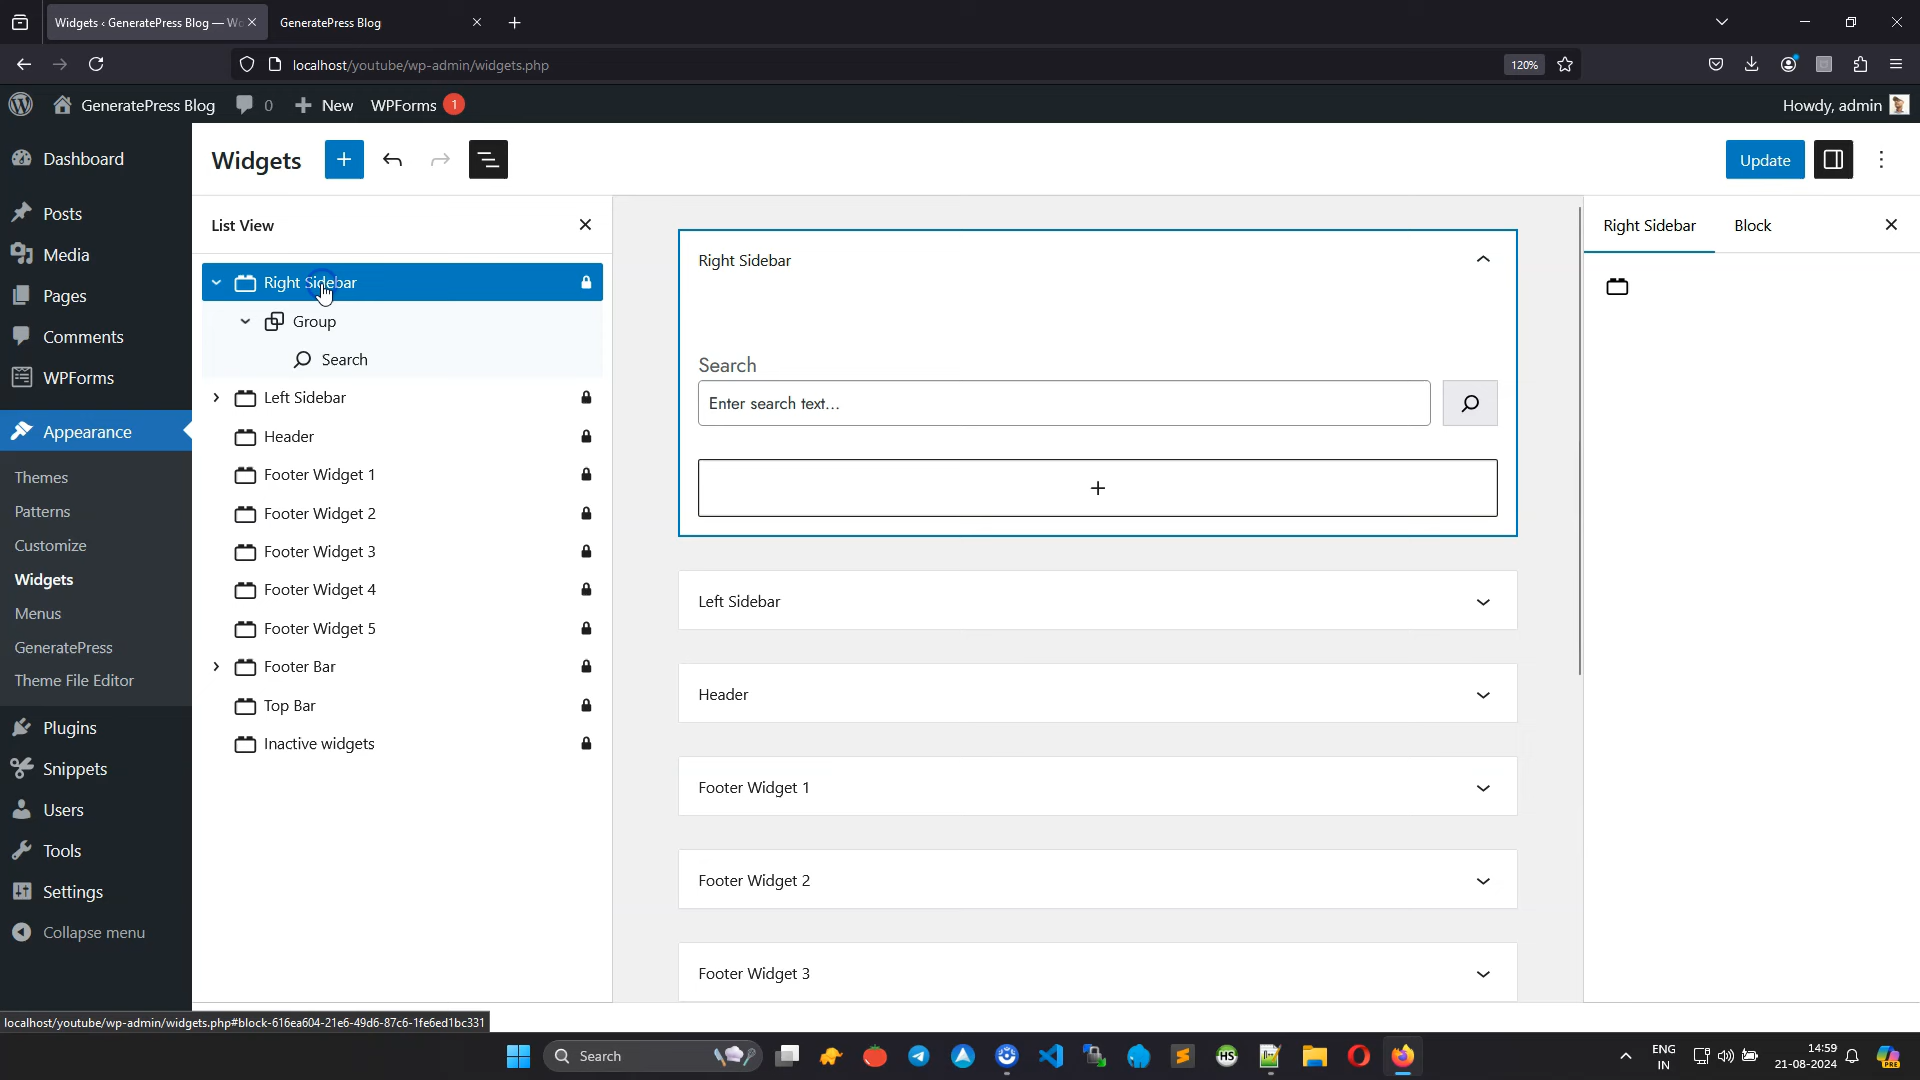 Widgets ‹ GeneratePress Blog — Wo
GeneratePress Blog
localhost/youtube/wp-admin/widgets.php
120%
GeneratePress Blog
0
New
WPForms
1
Howdy, admin
Dashboard
Posts
Media
Pages
Comments
WPForms
Appearance
Themes
Patterns
Customize
Widgets
Menus
GeneratePress
Theme File Editor
Plugins
Snippets
Users
Tools
Settings
Collapse menu
Widgets
Update
List View
Right Sidebar
Group
Search
Left Sidebar
Header
Footer Widget 1
Footer Widget 2
Footer Widget 3
Footer Widget 4
Footer Widget 5
Footer Bar
Top Bar
Inactive widgets
Right Sidebar
Search
Enter search text...
Left Sidebar
Header
Footer Widget 1
Footer Widget 2
Footer Widget 3
Right Sidebar
Block
localhost/youtube/wp-admin/widgets.php#block-616ea604-21e6-49d6-87c6-1fe6ed1bc331
Search
HS
ENG
IN
14:59
21-08-2024
PRE